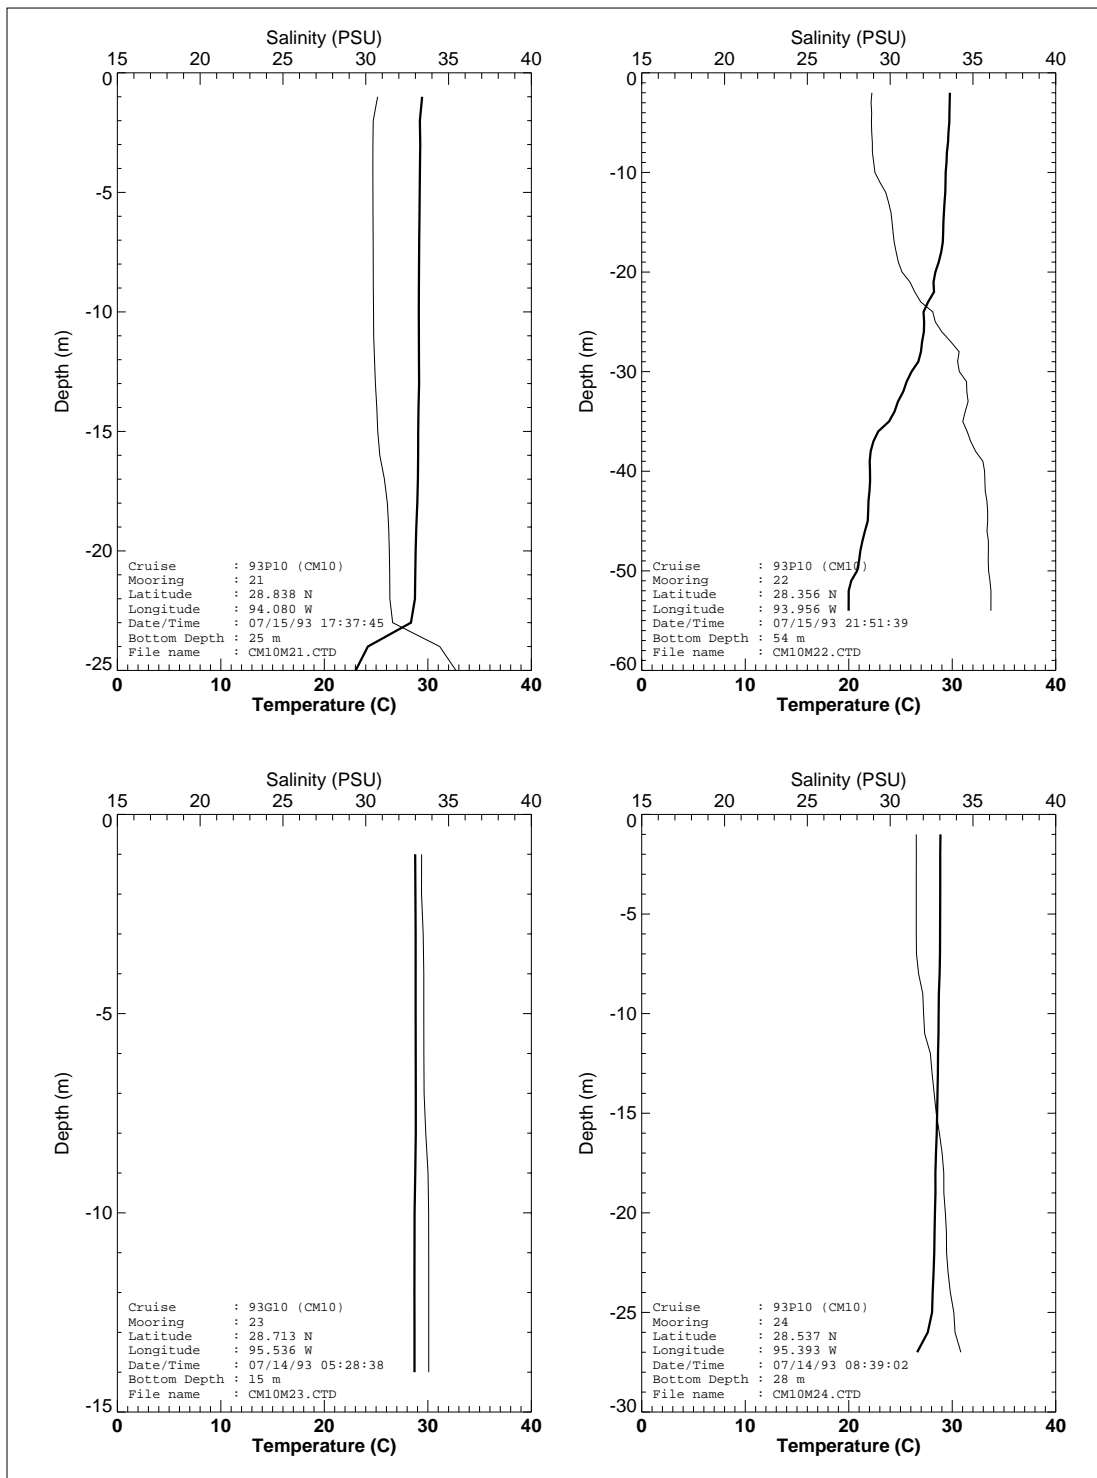 Salinity (PSU)
15 20 25 30 35 40
0
-5
-10
-15
-20
-25
Depth (m)
Cruise : 93P10 (CM10)
Mooring : 21
Latitude : 28.838 N
Longitude : 94.080 W
Date/Time : 07/15/93 17:37:45
Bottom Depth : 25 m
File name : CM10M21.CTD
0 10 20 30 40
Temperature (C)
Salinity (PSU)
15 20 25 30 35 40
0
-10
-20
-30
-40
-50
-60
Depth (m)
Cruise : 93P10 (CM10)
Mooring : 22
Latitude : 28.356 N
Longitude : 93.956 W
Date/Time : 07/15/93 21:51:39
Bottom Depth : 54 m
File name : CM10M22.CTD
0 10 20 30 40
Temperature (C)
Salinity (PSU)
15 20 25 30 35 40
0
-5
-10
-15
Depth (m)
Cruise : 93G10 (CM10)
Mooring : 23
Latitude : 28.713 N
Longitude : 95.536 W
Date/Time : 07/14/93 05:28:38
Bottom Depth : 15 m
File name : CM10M23.CTD
0 10 20 30 40
Temperature (C)
Salinity (PSU)
15 20 25 30 35 40
0
-5
-10
-15
-20
-25
-30
Depth (m)
Cruise : 93P10 (CM10)
Mooring : 24
Latitude : 28.537 N
Longitude : 95.393 W
Date/Time : 07/14/93 08:39:02
Bottom Depth : 28 m
File name : CM10M24.CTD
0 10 20 30 40
Temperature (C)